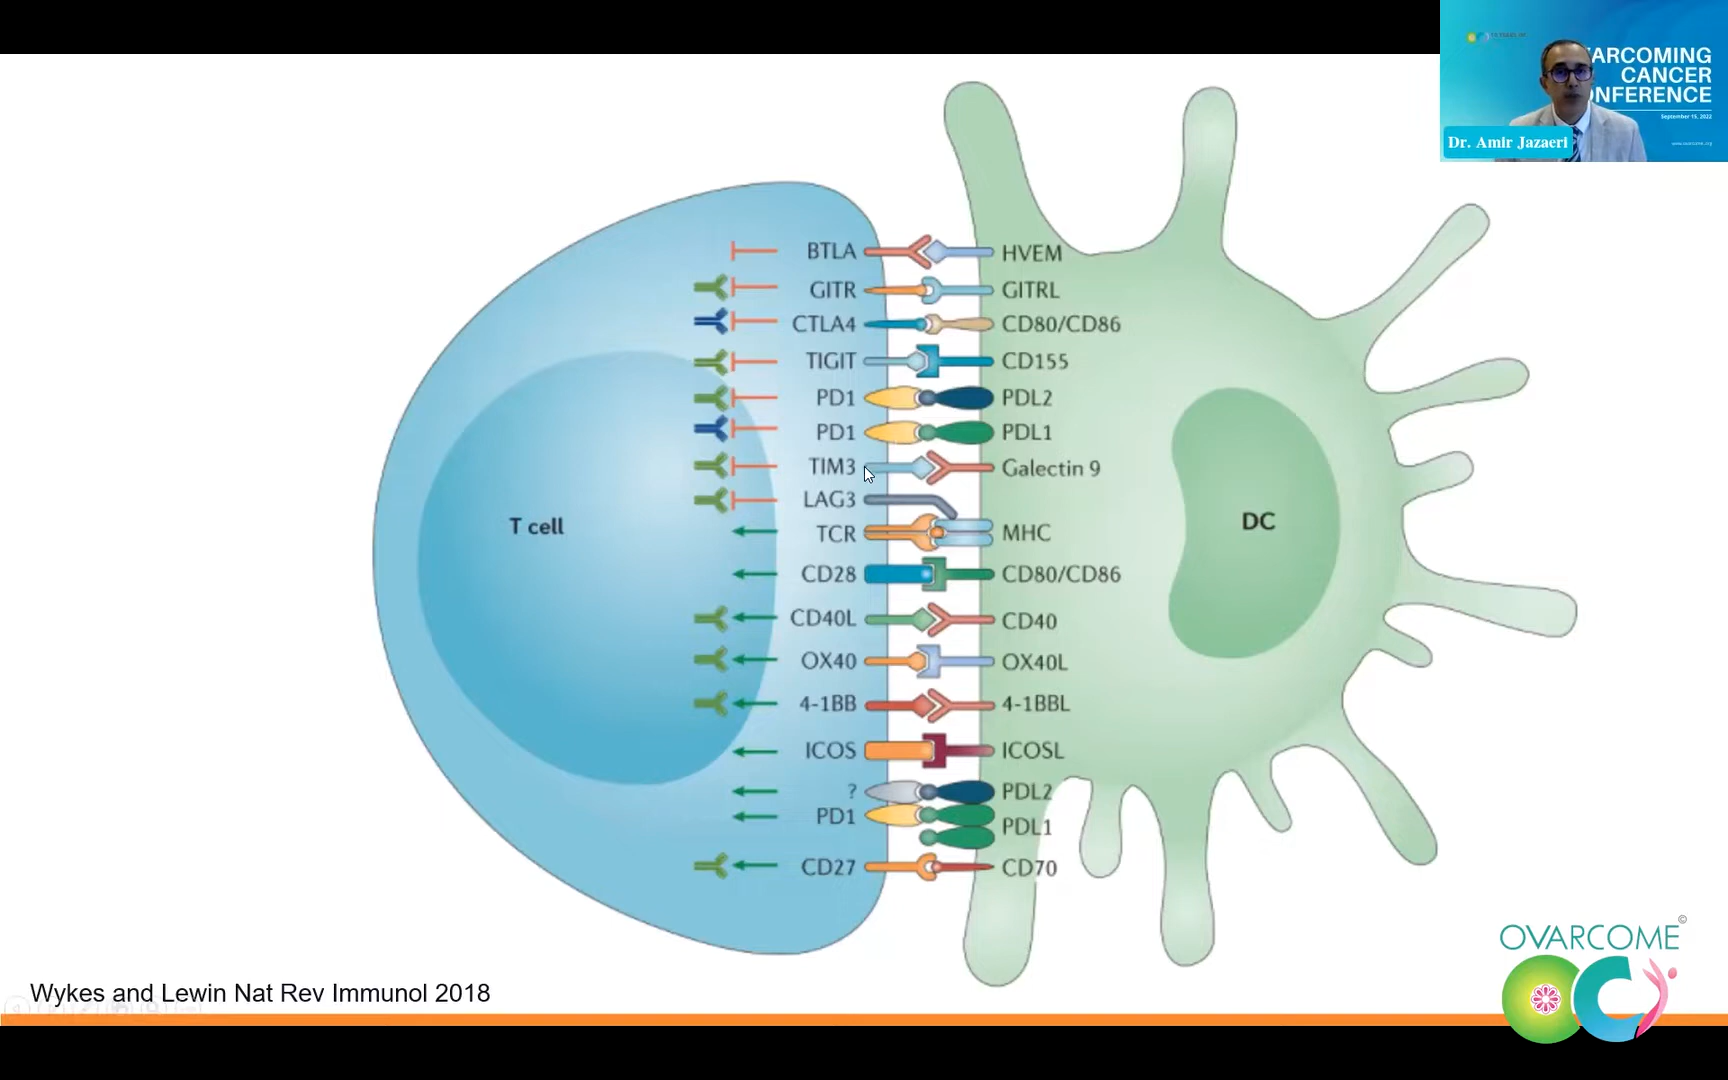 ARCOMING
CANCER
ONFERENCE
September 15, 2022
Dr. Amir Jazaeri
BTLA HVEM
GITR GITRL
CTLA4 CD80/CD86
TIGIT CD155
PD1 PDL2
PD1 PDL1
TIM3 Galectin 9
LAG3
TCR MHC
T cell
DC
CD28 CD80/CD86
CD40L CD40
OX40 OX40L
4-1BB 4-1BBL
ICOS ICOSL
? PDL2
PD1 PDL1
CD27 CD70
OVARCOME©
Wykes and Lewin Nat Rev Immunol 2018